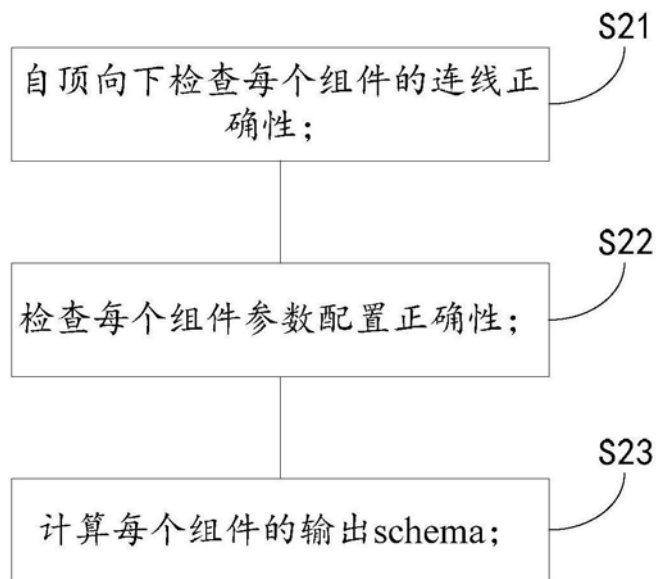 S21
自顶向下检查每个组件的连线正
确性；
S22
检查每个组件参数配置正确性；
S23
计算每个组件的输出schema；